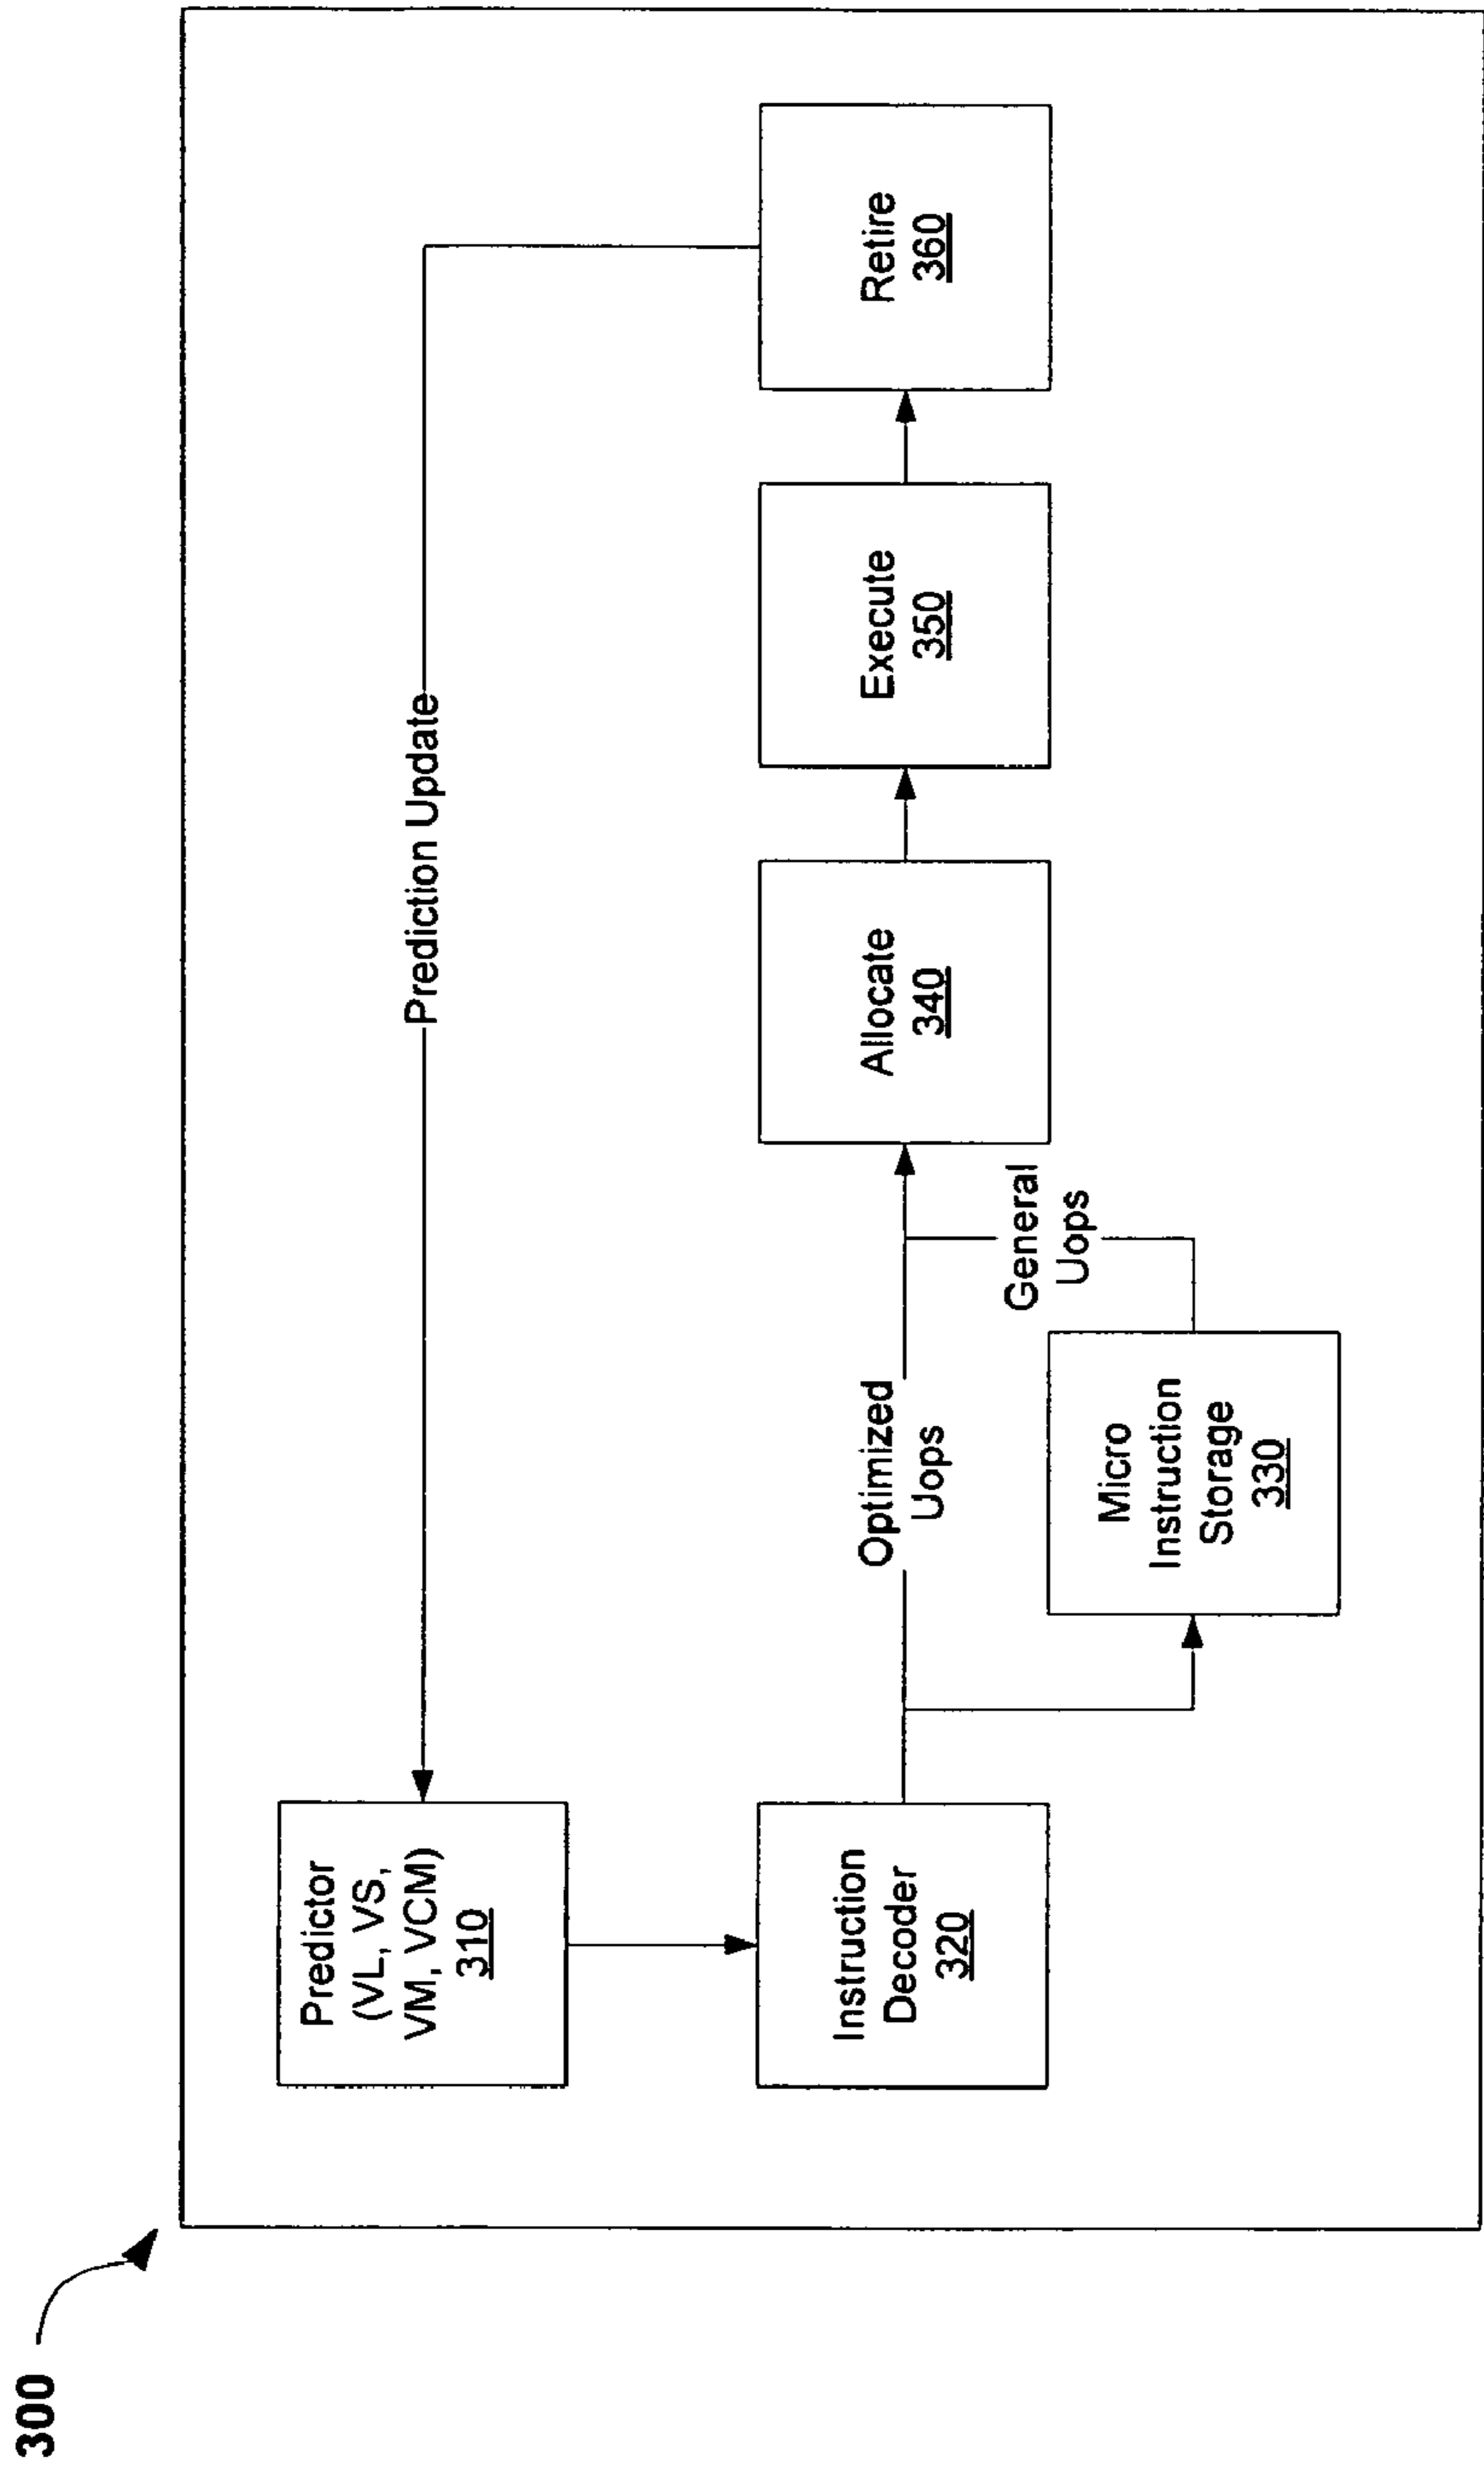 300
Prediction Update
Predictor
(VL, VS,
VM, VCM)
310
Instruction
Decoder
320
Optimized
Uops
Micro
Instruction
Storage
330
General
Uops
Allocate
340
Execute
350
Retire
360